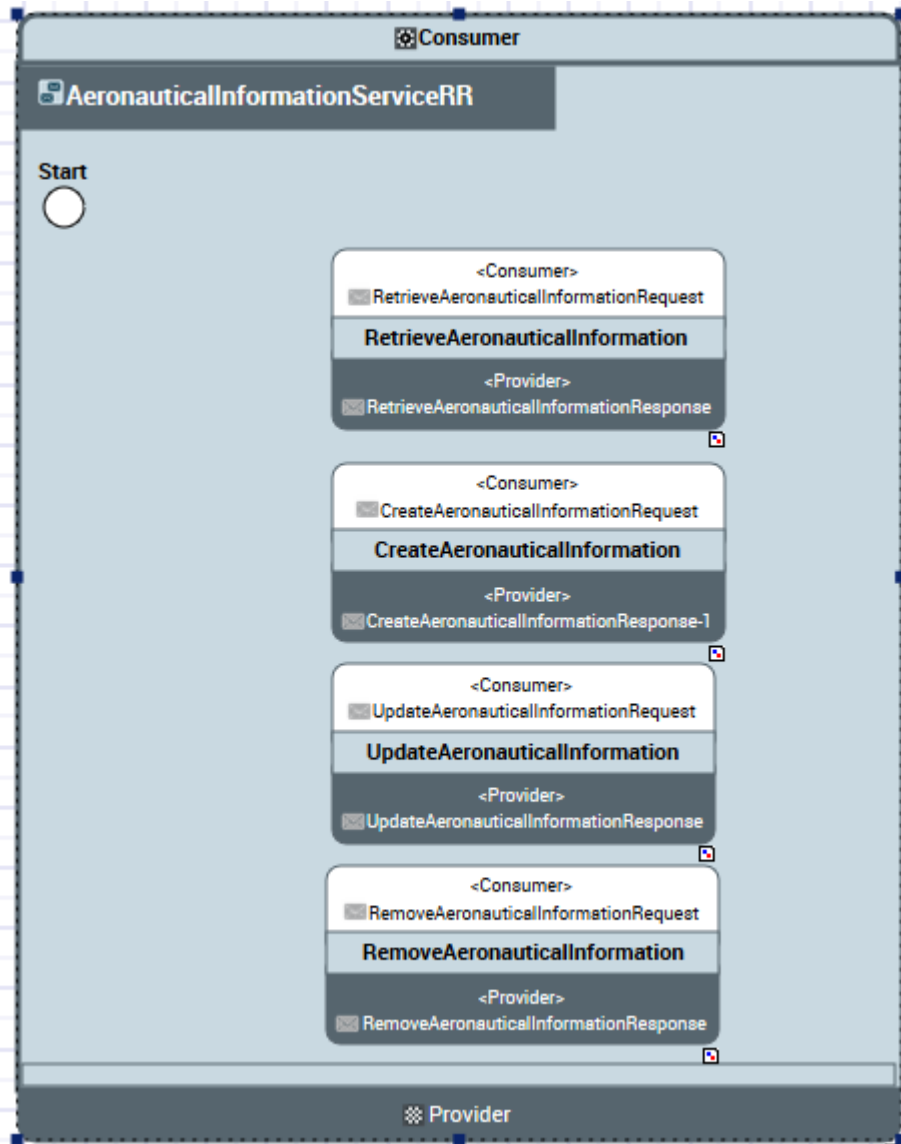 Consumer
AeronauticalInformationServiceRR
Start
<Consumer>
RetrieveAeronauticalInformationRequest
RetrieveAeronauticalInformation
<Provider>
RetrieveAeronauticalInformationResponse
<Consumer>
CreateAeronauticalInformationRequest
CreateAeronauticalInformation
<Provider>
CreateAeronauticalInformationResponse-1
<Consumer>
UpdateAeronauticalInformationRequest
UpdateAeronauticalInformation
<Provider>
UpdateAeronauticalInformationResponse
<Consumer>
RemoveAeronauticalInformationRequest
RemoveAeronauticalInformation
<Provider>
RemoveAeronauticalInformationResponse
Provider